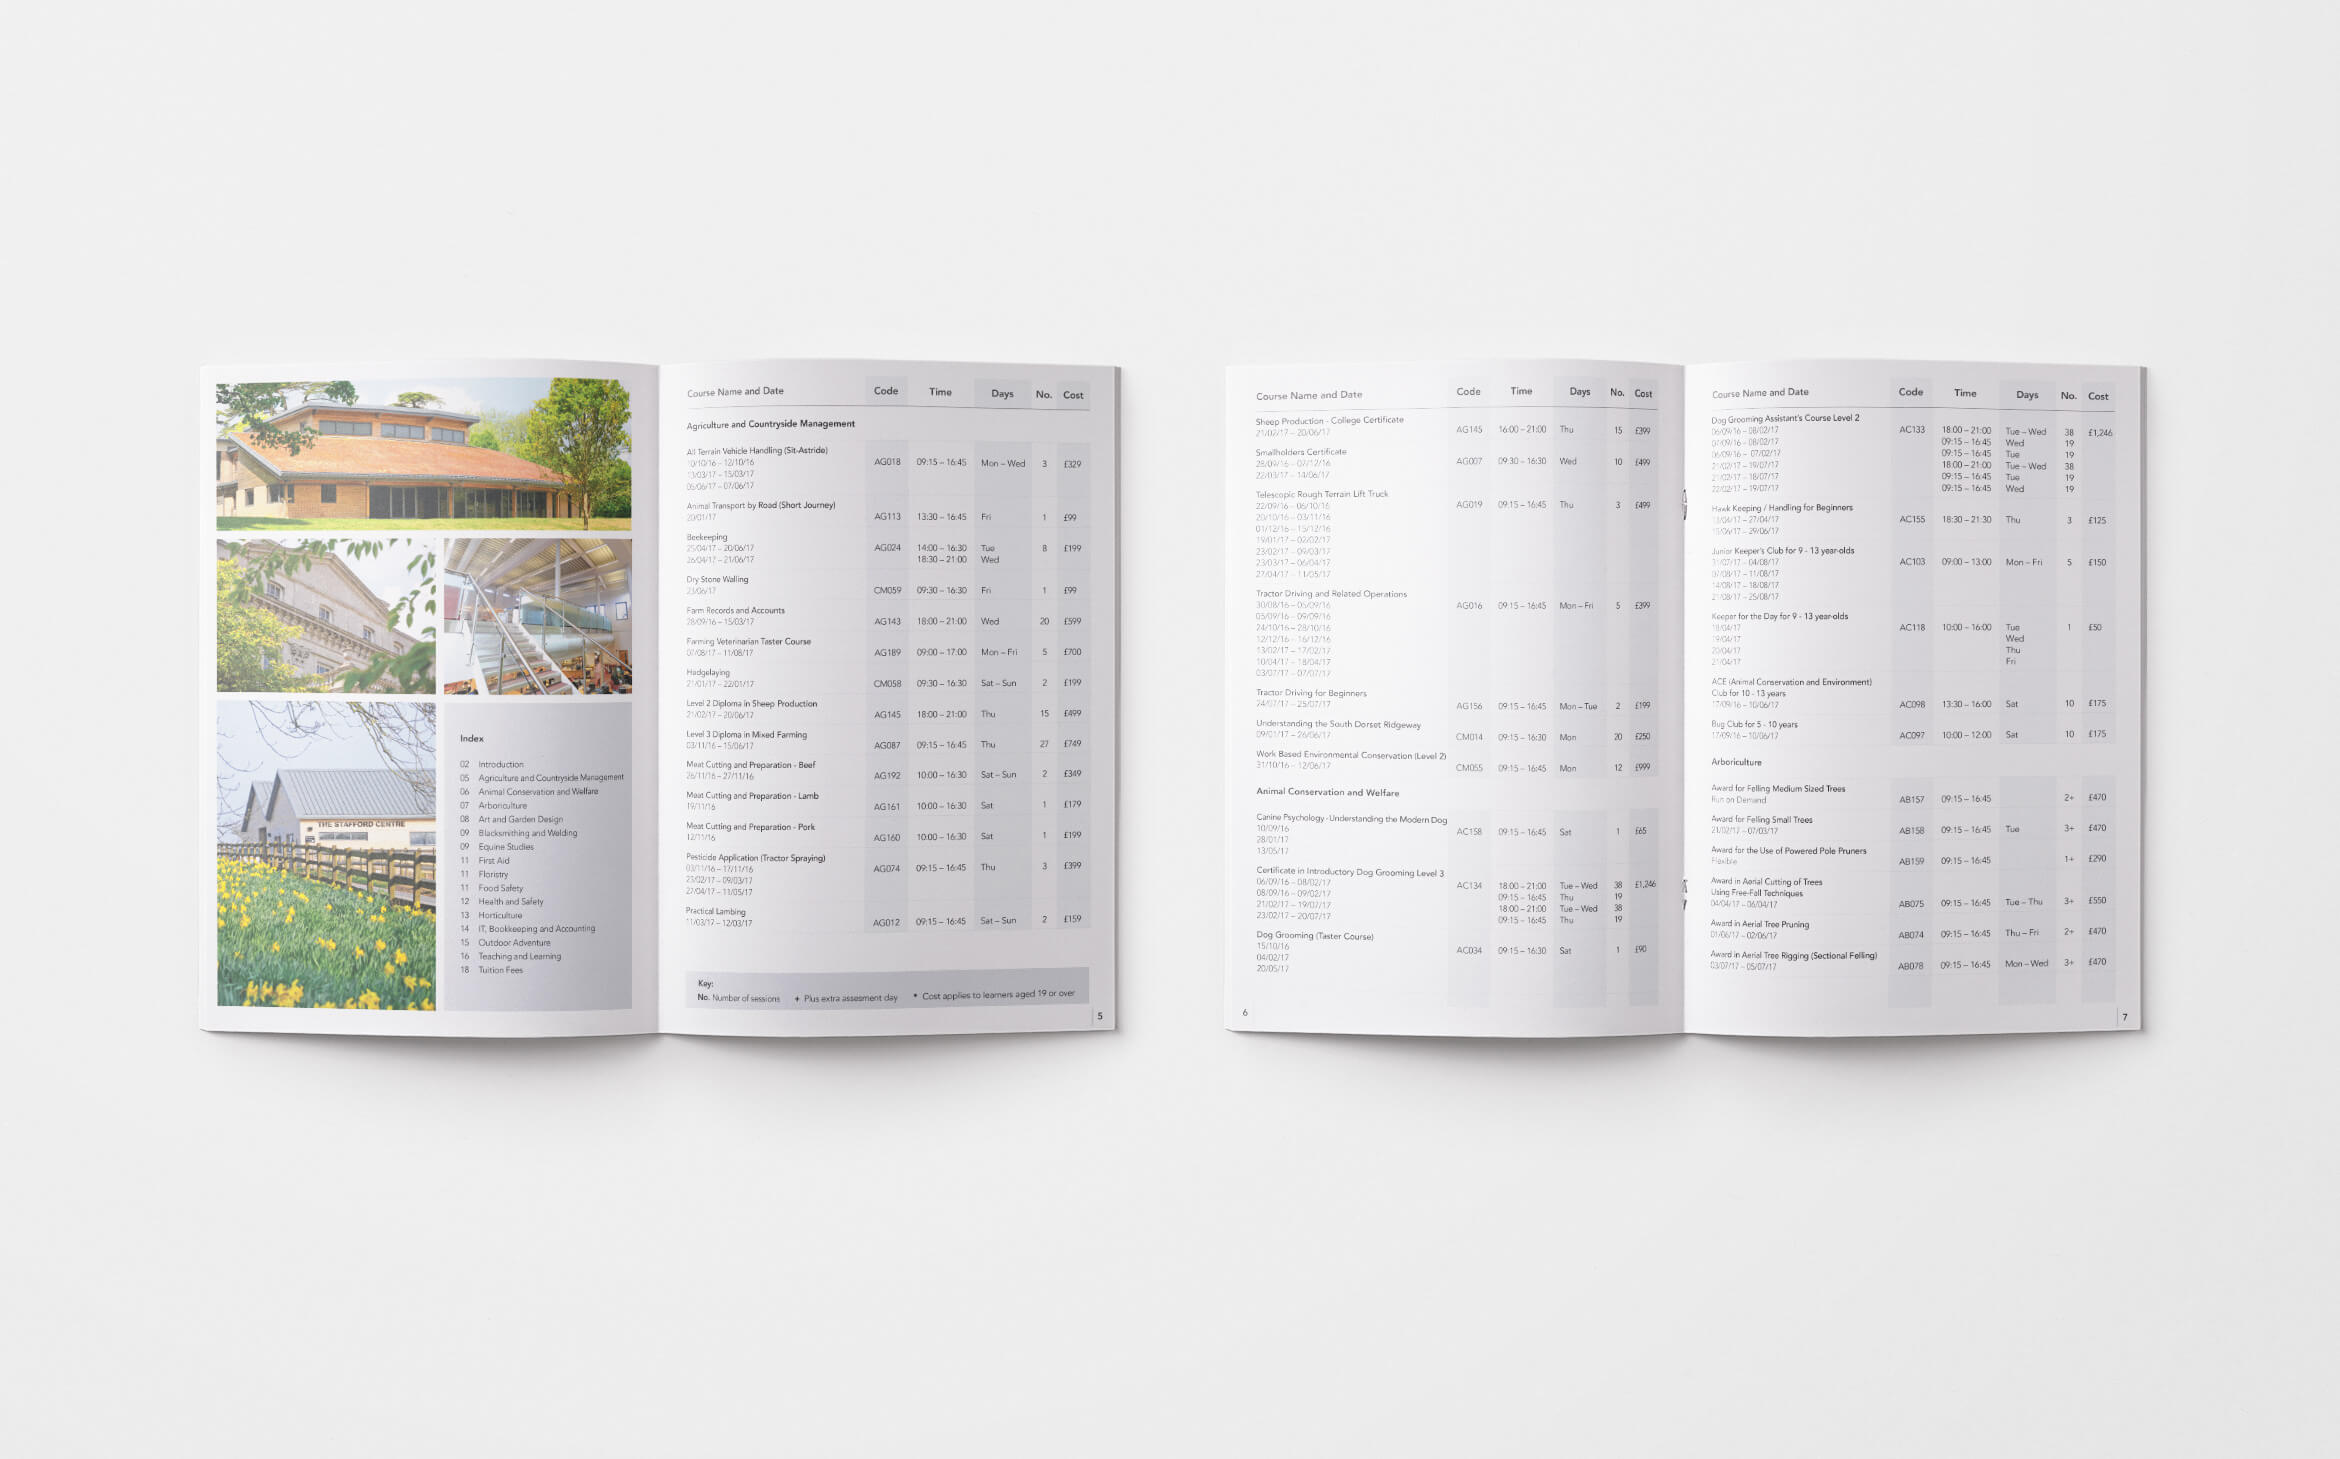 THE STAFFORD CENTRE
Index
02 Introduction
05 Agriculture and Countryside Management
06 Animal Conservation and Welfare
07 Arboriculture
08 Art and Garden Design
09 Blacksmithing and Welding
09 Equine Studies
11 First Aid
11 Floristry
11 Food Safety
12 Health and Safety
13 Horticulture
14 IT, Bookkeeping and Accounting
15 Outdoor Adventure
16 Teaching and Learning
18 Tuition Fees
Course Name and Date Code Time Days No. Cost
Agriculture and Countryside Management
All Terrain Vehicle Handling (Sit-Astride)
10/10/16 – 12/10/16 AG018 09:15 – 16:45 Mon – Wed 3 £329
13/03/17 – 15/03/17
05/06/17 – 07/06/17
Animal Transport by Road (Short Journey)
20/01/17 AG113 13:30 – 16:45 Fri 1 £99
Beekeeping
25/04/17 – 20/06/17 AG024 14:00 – 16:30 Tue 8 £199
26/04/17 – 21/06/17 18:30 – 21:00 Wed
Dry Stone Walling
23/06/17 CM059 09:30 – 16:30 Fri 1 £99
Farm Records and Accounts
28/09/16 – 15/03/17 AG143 18:00 – 21:00 Wed 20 £599
Farming Veterinarian Taster Course
07/08/17 – 11/08/17 AG189 09:00 – 17:00 Mon – Fri 5 £700
Hedgelaying
21/01/17 – 22/01/17 CM058 09:30 – 16:30 Sat – Sun 2 £199
Level 2 Diploma in Sheep Production
21/02/17 – 20/06/17 AG145 18:00 – 21:00 Thu 15 £499
Level 3 Diploma in Mixed Farming
03/11/16 – 15/06/17 AG087 09:15 – 16:45 Thu 27 £749
Meat Cutting and Preparation - Beef
26/11/16 – 27/11/16 AG192 10:00 – 16:30 Sat – Sun 2 £349
Meat Cutting and Preparation - Lamb
19/11/16 AG161 10:00 – 16:30 Sat 1 £179
Meat Cutting and Preparation - Pork
12/11/16 AG160 10:00 – 16:30 Sat 1 £199
Pesticide Application (Tractor Spraying)
03/11/16 – 17/11/16 AG074 09:15 – 16:45 Thu 3 £399
23/02/17 – 09/03/17
27/04/17 – 11/05/17
Practical Lambing
11/03/17 – 12/03/17 AG012 09:15 – 16:45 Sat – Sun 2 £159
Key:
No. Number of sessions + Plus extra assesment day * Cost applies to learners aged 19 or over
5
Course Name and Date Code Time Days No. Cost
Sheep Production - College Certificate
21/02/17 – 20/06/17 AG145 16:00 – 21:00 Thu 15 £399
Smallholders Certificate
28/09/16 – 07/12/16 AG007 09:30 – 16:30 Wed 10 £499
22/03/17 – 14/06/17
Telescopic Rough Terrain Lift Truck
22/09/16 – 06/10/16 AG019 09:15 – 16:45 Thu 3 £499
20/10/16 – 03/11/16
01/12/16 – 15/12/16
19/01/17 – 02/02/17
23/02/17 – 09/03/17
23/03/17 – 06/04/17
27/04/17 – 11/05/17
Tractor Driving and Related Operations
30/08/16 – 05/09/16 AG016 09:15 – 16:45 Mon – Fri 5 £399
05/09/16 – 09/09/16
24/10/16 – 28/10/16
12/12/16 – 16/12/16
13/02/17 – 17/02/17
10/04/17 – 18/04/17
03/07/17 – 07/07/17
Tractor Driving for Beginners
24/07/17 – 25/07/17 AG156 09:15 – 16:45 Mon – Tue 2 £199
Understanding the South Dorset Ridgeway
09/01/17 – 26/06/17 CM014 09:15 – 16:30 Mon 20 £250
Work Based Environmental Conservation (Level 2)
31/10/16 – 12/06/17 CM055 09:15 – 16:45 Mon 12 £999
Animal Conservation and Welfare
Canine Psychology - Understanding the Modern Dog
10/09/16 AC158 09:15 – 16:45 Sat 1 £65
28/01/17
13/05/17
Certificate in Introductory Dog Grooming Level 3
06/09/16 – 08/02/17 AC134 18:00 – 21:00 Tue – Wed 38 £1,246
08/09/16 – 09/02/17 09:15 – 16:45 Thu 19
21/02/17 – 19/07/17 18:00 – 21:00 Tue – Wed 38
23/02/17 – 20/07/17 09:15 – 16:45 Thu 19
Dog Grooming (Taster Course)
15/10/16 AC034 09:15 – 16:30 Sat 1 £90
04/02/17
20/05/17
6
Course Name and Date Code Time Days No. Cost
Dog Grooming Assistant's Course Level 2
06/09/16 – 08/02/17 AC133 18:00 – 21:00 Tue – Wed 38 £1,246
07/09/16 – 08/02/17 09:15 – 16:45 Wed 19
06/09/16 – 07/02/17 09:15 – 16:45 Tue 19
21/02/17 – 19/07/17 18:00 – 21:00 Tue – Wed 38
21/02/17 – 18/07/17 09:15 – 16:45 Tue 19
22/02/17 – 19/07/17 09:15 – 16:45 Wed 19
Hawk Keeping / Handling for Beginners
13/04/17 – 27/04/17 AC155 18:30 – 21:30 Thu 3 £125
15/06/17 – 29/06/17
Junior Keeper's Club for 9 - 13 year-olds
31/07/17 – 04/08/17 AC103 09:00 – 13:00 Mon – Fri 5 £150
07/08/17 – 11/08/17
14/08/17 – 18/08/17
21/08/17 – 25/08/17
Keeper for the Day for 9 - 13 year-olds
18/04/17 AC118 10:00 – 16:00 Tue 1 £50
19/04/17 Wed
20/04/17 Thu
21/04/17 Fri
ACE (Animal Conservation and Environment)
Club for 10 - 13 years
17/09/16 – 10/06/17 AC098 13:30 – 16:00 Sat 10 £175
Bug Club for 5 - 10 years
17/09/16 – 10/06/17 AC097 10:00 – 12:00 Sat 10 £175
Arboriculture
Award for Felling Medium Sized Trees
Run on Demand AB157 09:15 – 16:45 2+ £470
Award for Felling Small Trees
21/02/17 – 07/03/17 AB158 09:15 – 16:45 Tue 3+ £470
Award for the Use of Powered Pole Pruners
Flexible AB159 09:15 – 16:45 1+ £290
Award in Aerial Cutting of Trees
Using Free-Fall Techniques
04/04/17 – 06/04/17 AB075 09:15 – 16:45 Tue – Thu 3+ £550
Award in Aerial Tree Pruning
01/06/17 – 02/06/17 AB074 09:15 – 16:45 Thu – Fri 2+ £470
Award in Aerial Tree Rigging (Sectional Felling)
03/07/17 – 05/07/17 AB078 09:15 – 16:45 Mon – Wed 3+ £470
7